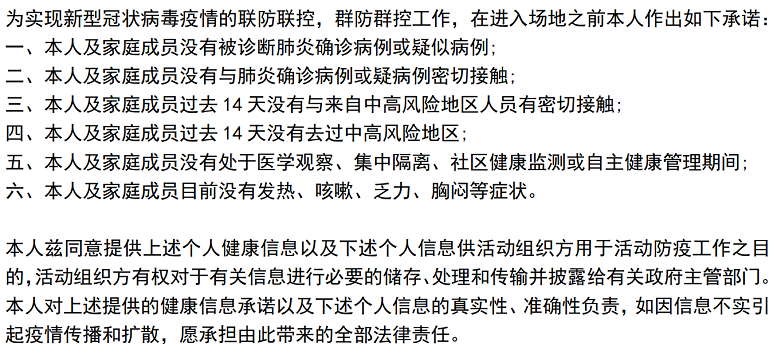 为实现新型冠状病毒疫情的联防联控，群防群控工作，在进入场地之前本人作出如下承诺：
一、本人及家庭成员没有被诊断肺炎确诊病例或疑似病例；
二、本人及家庭成员没有与肺炎确诊病例或疑病例密切接触；
三、本人及家庭成员过去 14 天没有与来自中高风险地区人员有密切接触；
四、本人及家庭成员过去 14 天没有去过中高风险地区；
五、本人及家庭成员没有处于医学观察、集中隔离、社区健康监测或自主健康管理期间；
六、本人及家庭成员目前没有发热、咳嗽、乏力、胸闷等症状。
本人兹同意提供上述个人健康信息以及下述个人信息供活动组织方用于活动防疫工作之目
的，活动组织方有权对于有关信息进行必要的储存、处理和传输并披露给有关政府主管部门。
本人对上述提供的健康信息承诺以及下述个人信息的真实性、准确性负责，如因信息不实引
起疫情传播和扩散，愿承担由此带来的全部法律责任。